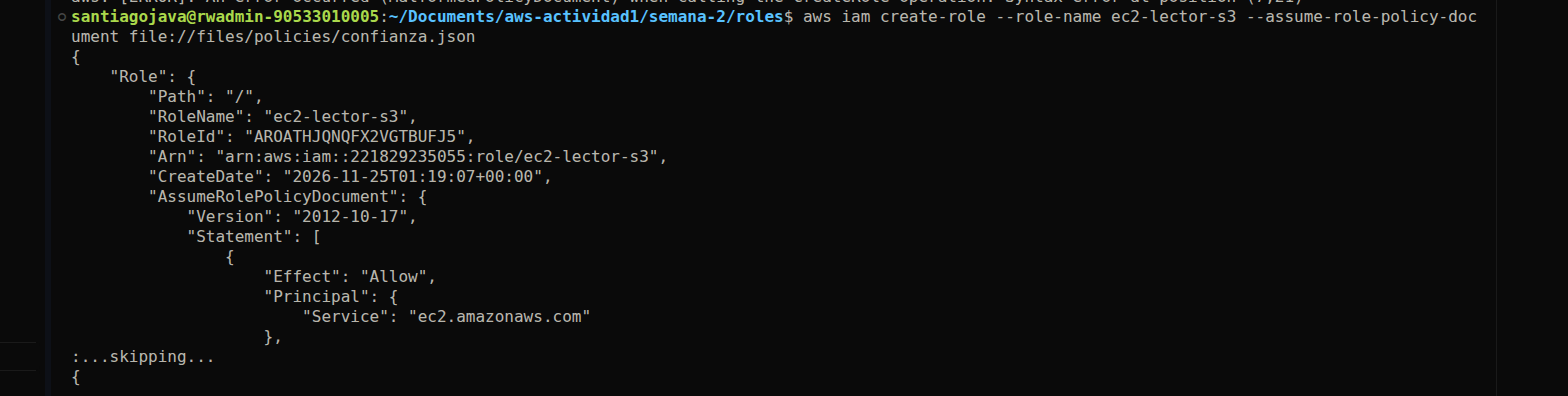 santiagojava@rwadmin-90533010005:~/Documents/aws-actividad1/semana-2/roles$ aws iam create-role --role-name ec2-lector-s3 --assume-role-policy-doc
ument file://files/policies/confianza.json
{
    "Role": {
        "Path": "/",
        "RoleName": "ec2-lector-s3",
        "RoleId": "AROATHJQNQFX2VGTBUFJ5",
        "Arn": "arn:aws:iam::221829235055:role/ec2-lector-s3",
        "CreateDate": "2026-11-25T01:19:07+00:00",
        "AssumeRolePolicyDocument": {
            "Version": "2012-10-17",
            "Statement": [
                {
                    "Effect": "Allow",
                    "Principal": {
                        "Service": "ec2.amazonaws.com"
                    },
:...skipping...
{